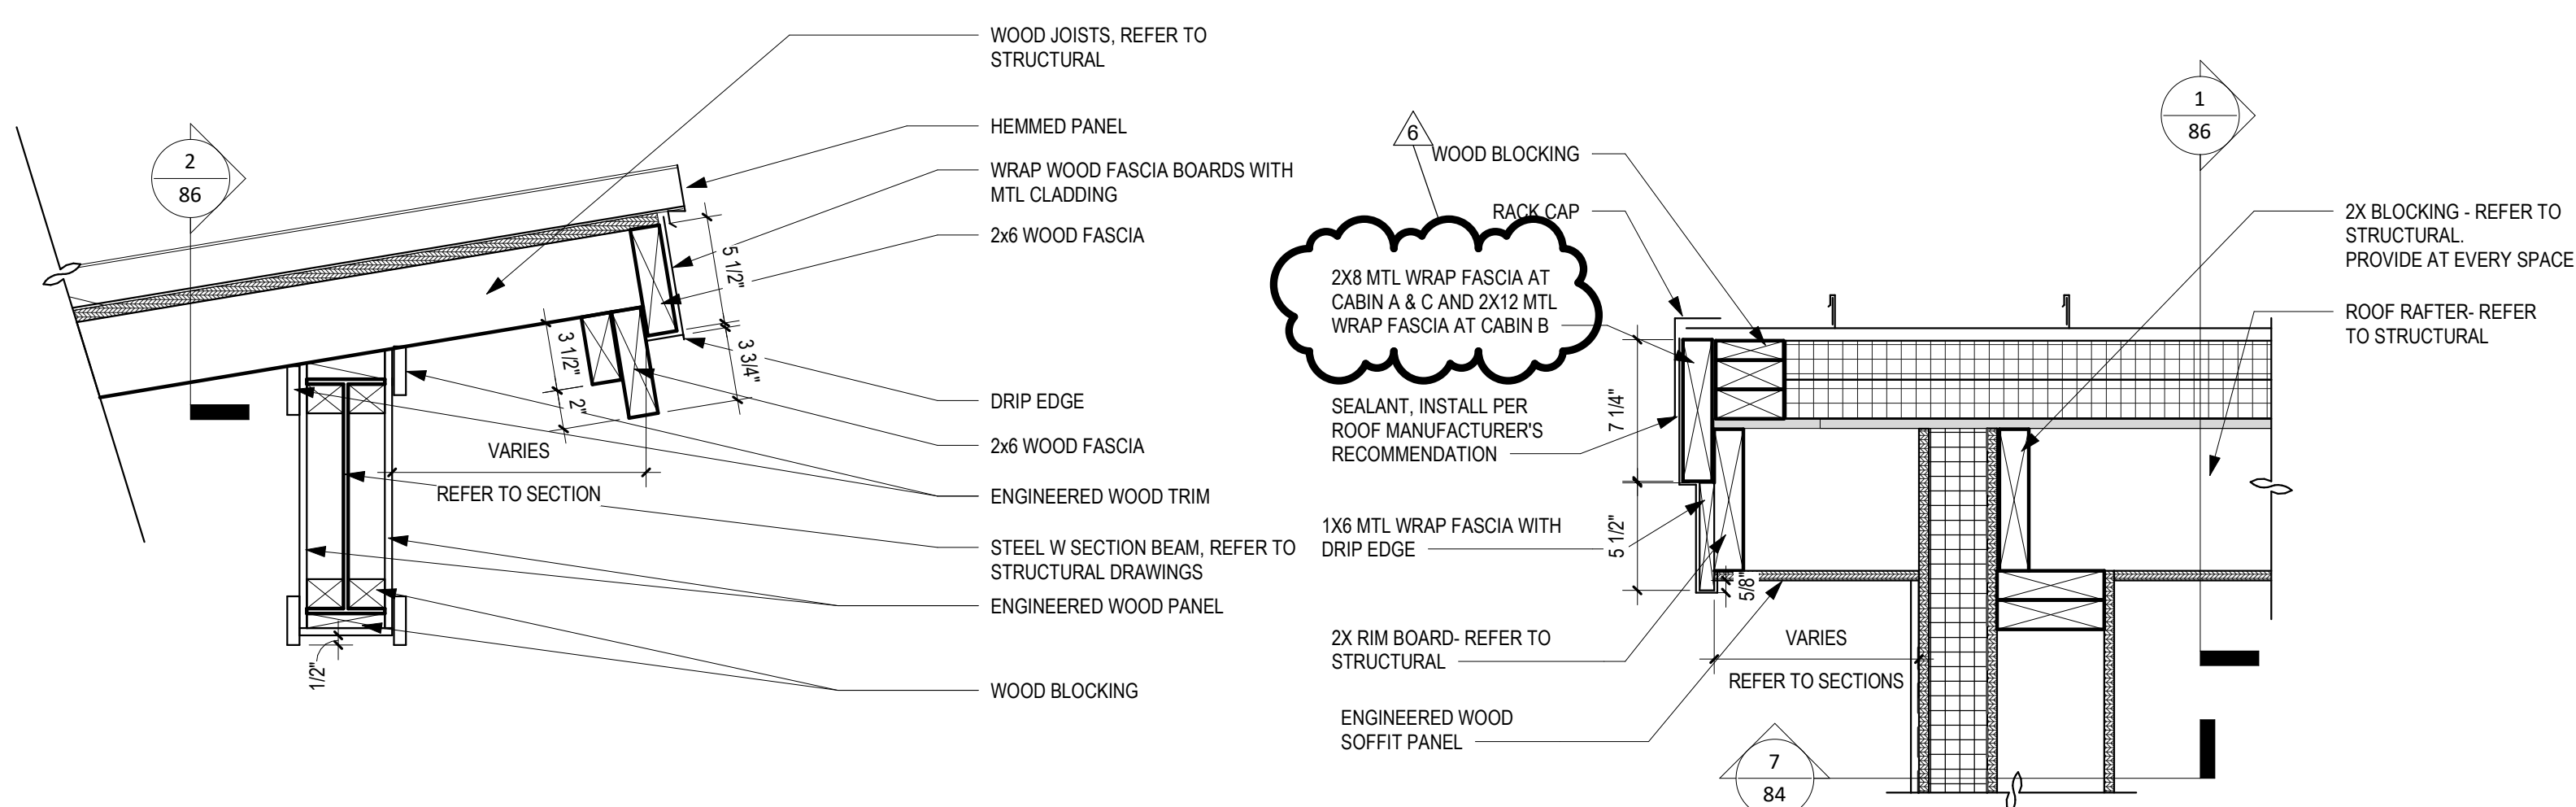 WOOD JOISTS, REFER TO
STRUCTURAL
HEMMED PANEL
WRAP WOOD FASCIA BOARDS WITH
MTL CLADDING
2x6 WOOD FASCIA
DRIP EDGE
2x6 WOOD FASCIA
ENGINEERED WOOD TRIM
STEEL W SECTION BEAM, REFER TO
STRUCTURAL DRAWINGS
ENGINEERED WOOD PANEL
WOOD BLOCKING
2
86
5 1/2"
3 3/4"
3 1/2"
2"
VARIES
REFER TO SECTION
1/2"
6
WOOD BLOCKING
RACK CAP
2X8 MTL WRAP FASCIA AT
CABIN A & C AND 2X12 MTL
WRAP FASCIA AT CABIN B
SEALANT, INSTALL PER
ROOF MANUFACTURER'S
RECOMMENDATION
1X6 MTL WRAP FASCIA WITH
DRIP EDGE
2X RIM BOARD- REFER TO
STRUCTURAL
ENGINEERED WOOD
SOFFIT PANEL
7 1/4"
5 1/2"
5/8"
VARIES
REFER TO SECTIONS
7
84
1
86
2X BLOCKING - REFER TO
STRUCTURAL.
PROVIDE AT EVERY SPACE
ROOF RAFTER- REFER
TO STRUCTURAL